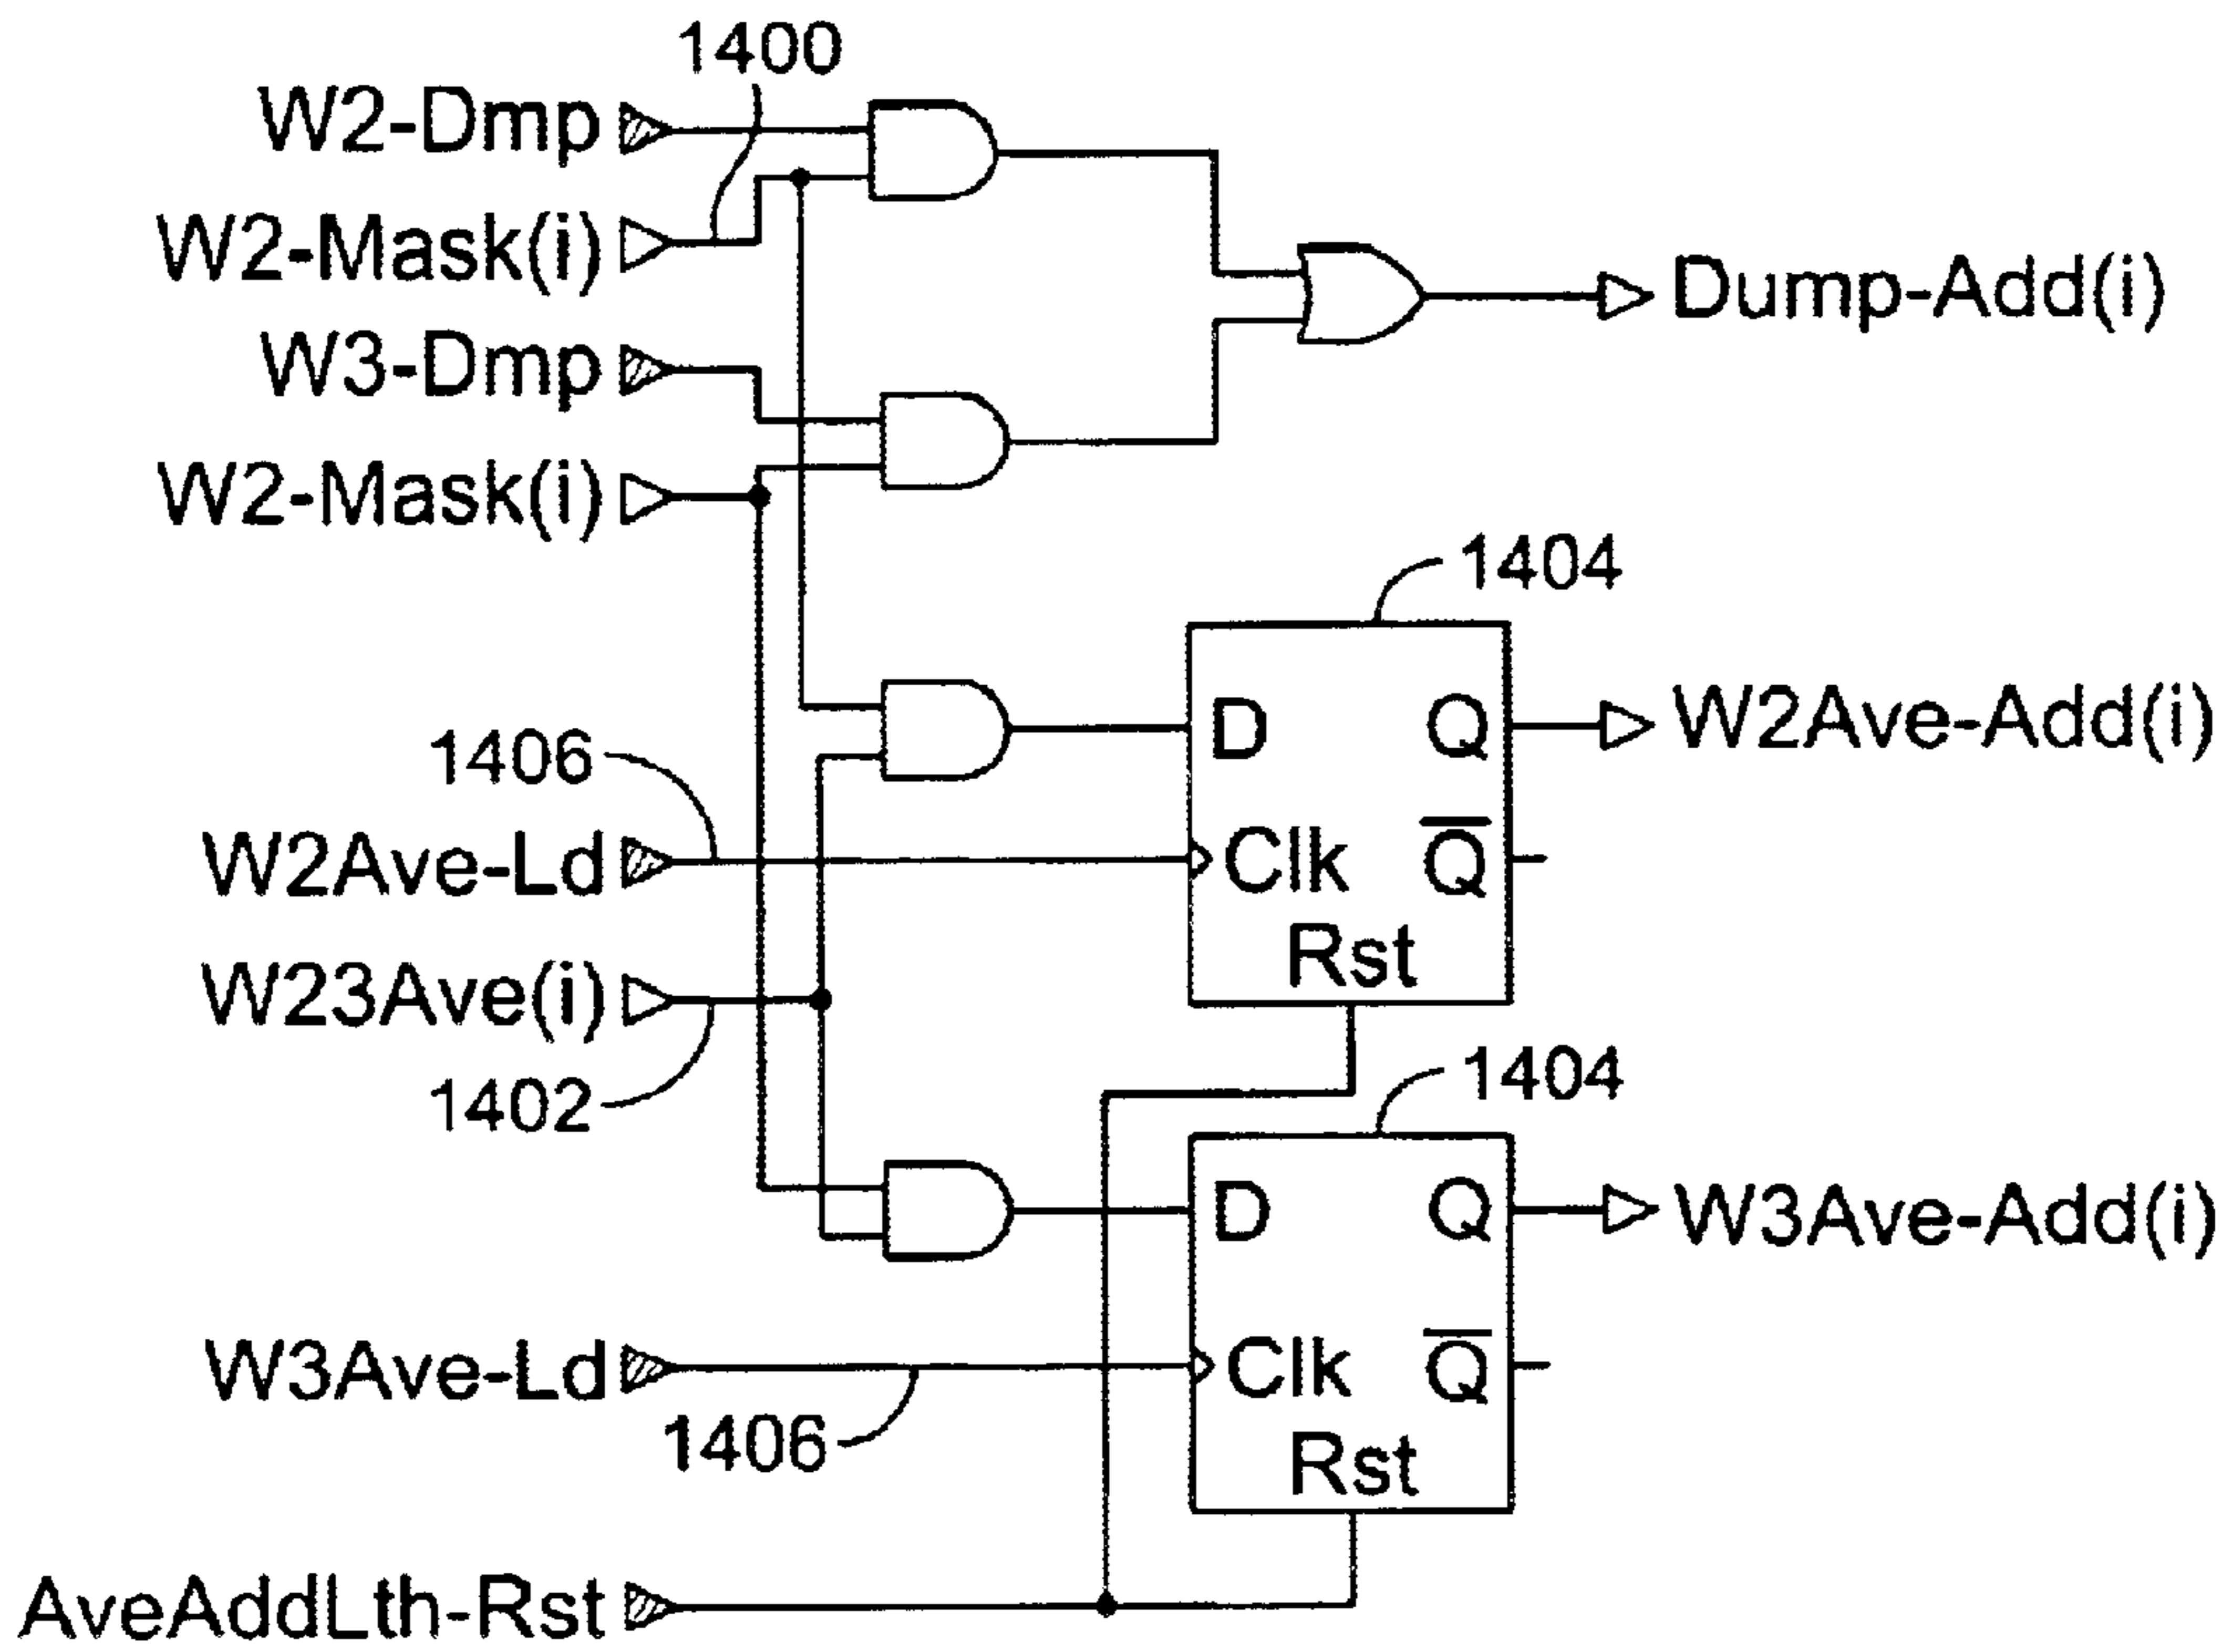 1400
W2-Dmp
W2-Mask(i)
Dump-Add(i)
W3-Dmp
W2-Mask(i)
1404
D
Q
W2Ave-Add(i)
1406
W2Ave-Ld
Clk
Q̅
Rst
W23Ave(i)
1402
1404
D
Q
W3Ave-Add(i)
W3Ave-Ld
Clk
Q̅
1406
Rst
AveAddLth-Rst